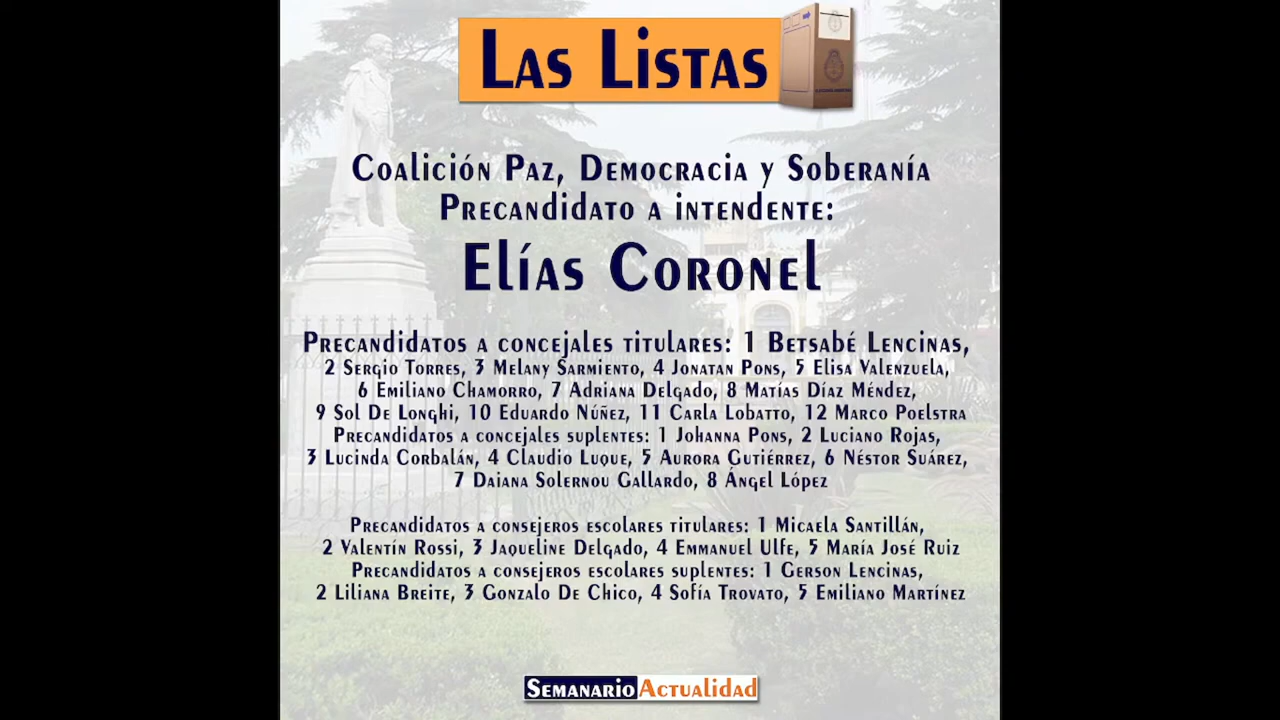 Las Listas
Coalición Paz, Democracia y Soberanía
Precandidato a intendente:
Elías Coronel
Precandidatos a concejales titulares: 1 Betsabé Lencinas,
2 Sergio Torres, 3 Melany Sarmiento, 4 Jonatan Pons, 5 Elisa Valenzuela,
6 Emiliano Chamorro, 7 Adriana Delgado, 8 Matías Díaz Méndez,
9 Sol De Longhi, 10 Eduardo Núñez, 11 Carla Lobatto, 12 Marco Poelstra
Precandidatos a concejales suplentes: 1 Johanna Pons, 2 Luciano Rojas,
3 Lucinda Corbalán, 4 Claudio Luque, 5 Aurora Gutiérrez, 6 Néstor Suárez,
7 Daiana Solernou Gallardo, 8 Ángel López
Precandidatos a consejeros escolares titulares: 1 Micaela Santillán,
2 Valentín Rossi, 3 Jaqueline Delgado, 4 Emmanuel Ulfe, 5 María José Ruiz
Precandidatos a consejeros escolares suplentes: 1 Gerson Lencinas,
2 Liliana Breite, 3 Gonzalo De Chico, 4 Sofía Trovato, 5 Emiliano Martínez
Semanario Actualidad